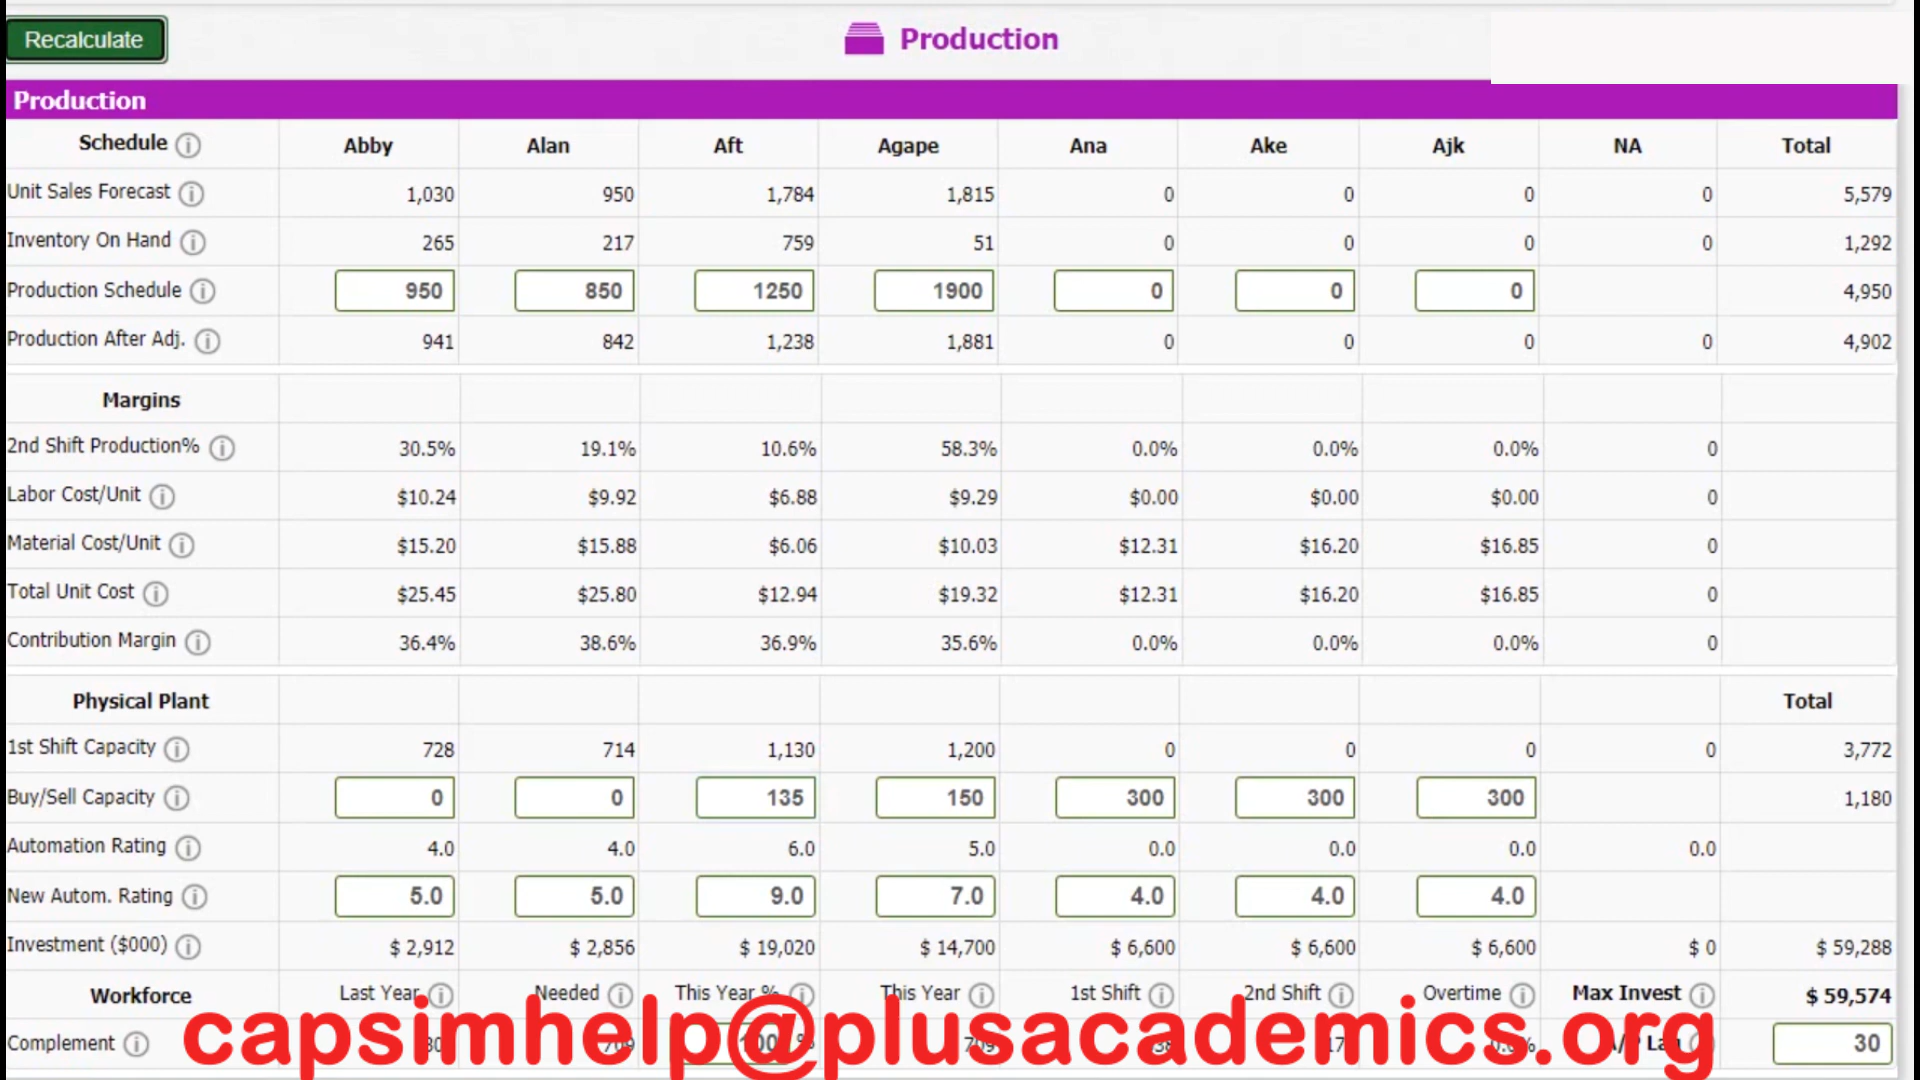 Recalculate
Production
Production
Schedule Abby Alan Aft Agape Ana Ake Ajk NA Total
Unit Sales Forecast 1,030 950 1,784 1,815 0 0 0 0 5,579
Inventory On Hand 265 217 759 51 0 0 0 0 1,292
Production Schedule 950 850 1250 1900 0 0 0 4,950
Production After Adj. 941 842 1,238 1,881 0 0 0 0 4,902
Margins
2nd Shift Production% 30.5% 19.1% 10.6% 58.3% 0.0% 0.0% 0.0% 0
Labor Cost/Unit $10.24 $9.92 $6.88 $9.29 $0.00 $0.00 $0.00 0
Material Cost/Unit $15.20 $15.88 $6.06 $10.03 $12.31 $16.20 $16.85 0
Total Unit Cost $25.45 $25.80 $12.94 $19.32 $12.31 $16.20 $16.85 0
Contribution Margin 36.4% 38.6% 36.9% 35.6% 0.0% 0.0% 0.0% 0
Physical Plant Total
1st Shift Capacity 728 714 1,130 1,200 0 0 0 0 3,772
Buy/Sell Capacity 0 0 135 150 300 300 300 1,180
Automation Rating 4.0 4.0 6.0 5.0 0.0 0.0 0.0 0.0
New Autom. Rating 5.0 5.0 9.0 7.0 4.0 4.0 4.0
Investment ($000) $ 2,912 $ 2,856 $ 19,020 $ 14,700 $ 6,600 $ 6,600 $ 6,600 $ 0 $ 59,288
Workforce Last Year Needed This Year % This Year 1st Shift 2nd Shift Overtime Max Invest $ 59,574
Complement 30
capsimhelp@plusacademics.org